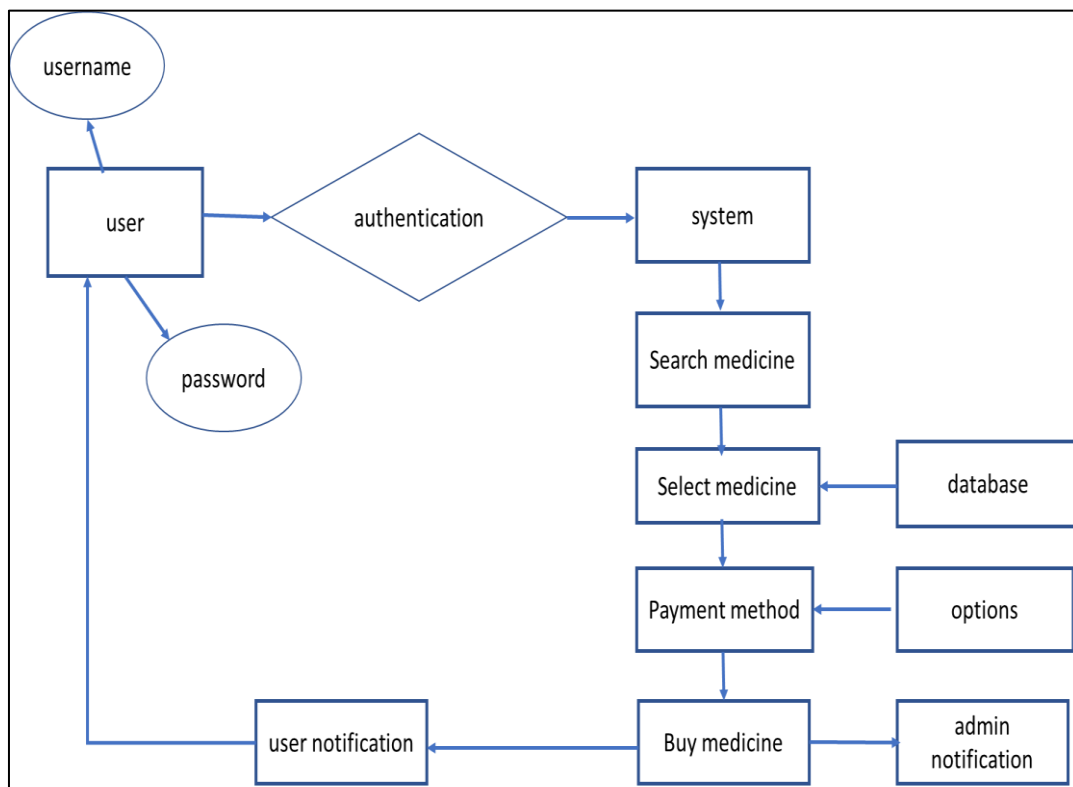 username
user
authentication
system
password
Search medicine
Select medicine
database
Payment method
options
user notification
Buy medicine
admin
notification